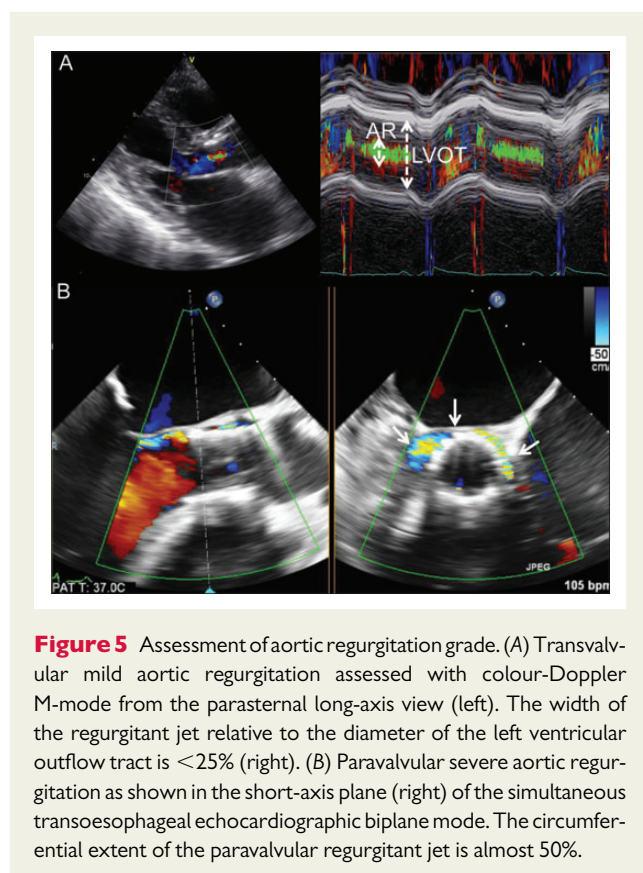 A
V
AR
LVOT
B
P
P
-50
cm/
PAT T: 37.0C
JPEG
105 bpm
Figure 5 Assessment of aortic regurgitation grade. (A) Transvalv-
ular mild aortic regurgitation assessed with colour-Doppler
M-mode from the parasternal long-axis view (left). The width of
the regurgitant jet relative to the diameter of the left ventricular
outflow tract is <25% (right). (B) Paravalvular severe aortic regur-
gitation as shown in the short-axis plane (right) of the simultaneous
transoesophageal echocardiographic biplane mode. The circumfer-
ential extent of the paravalvular regurgitant jet is almost 50%.